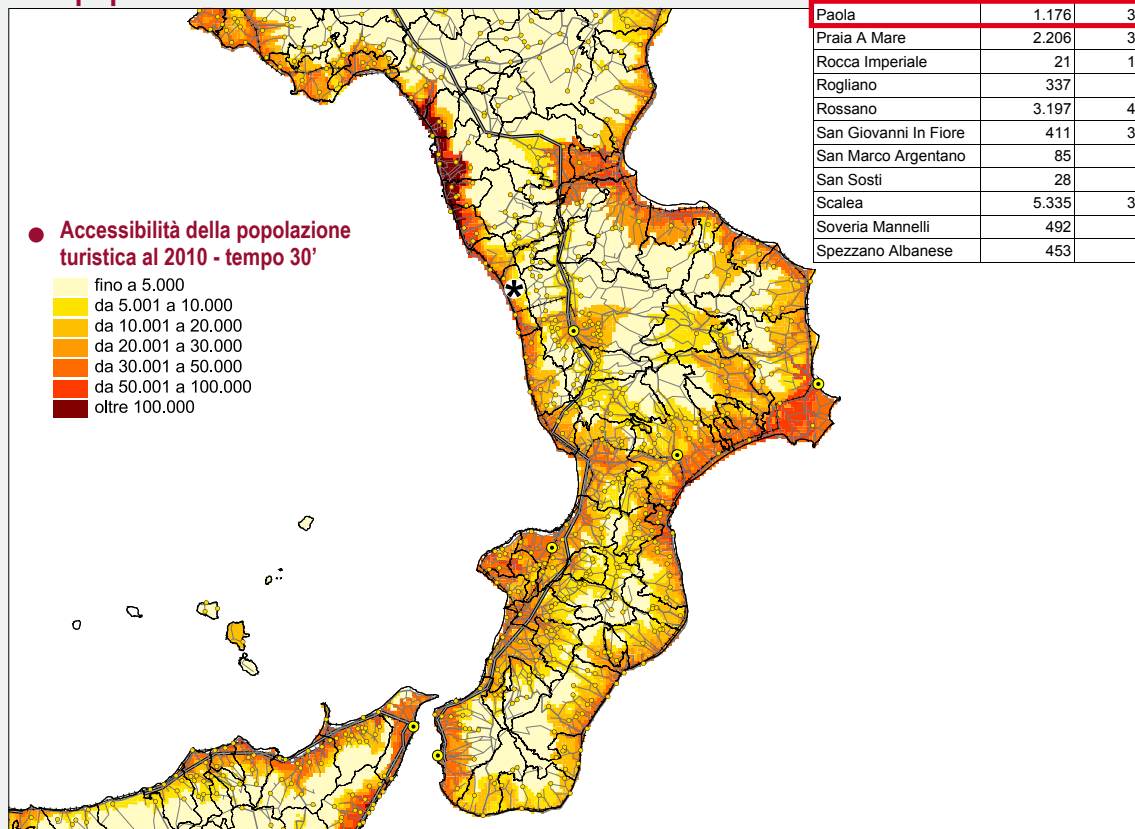 Paola 1.176 3
Praia A Mare 2.206 3
Rocca Imperiale 21 1
Rogliano 337
Rossano 3.197 4
San Giovanni In Fiore 411 3
San Marco Argentano 85
San Sosti 28
Scalea 5.335 3
Soveria Mannelli 492
Spezzano Albanese 453
Accessibilità della popolazione
turistica al 2010 - tempo 30’
fino a 5.000
da 5.001 a 10.000
da 10.001 a 20.000
da 20.001 a 30.000
da 30.001 a 50.000
da 50.001 a 100.000
oltre 100.000
*